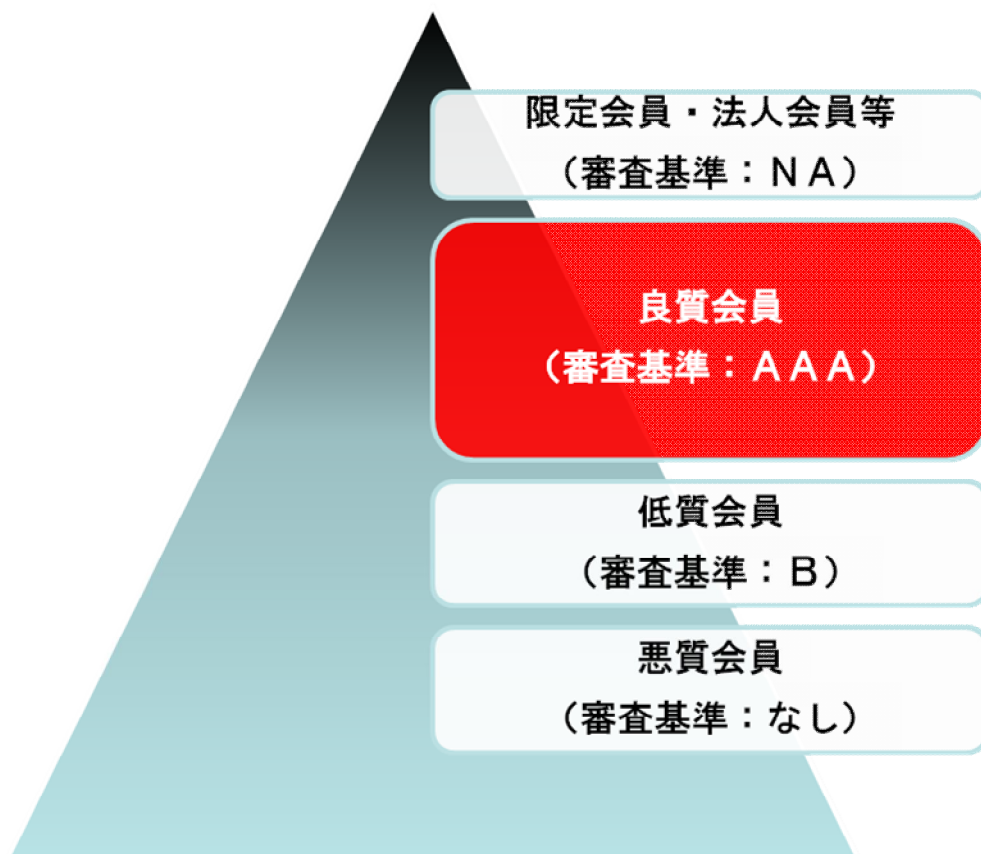 限定会員・法人会員等
（審査基準：ＮＡ）
良質会員
（審査基準：ＡＡＡ）
低質会員
（審査基準：Ｂ）
悪質会員
（審査基準：なし）